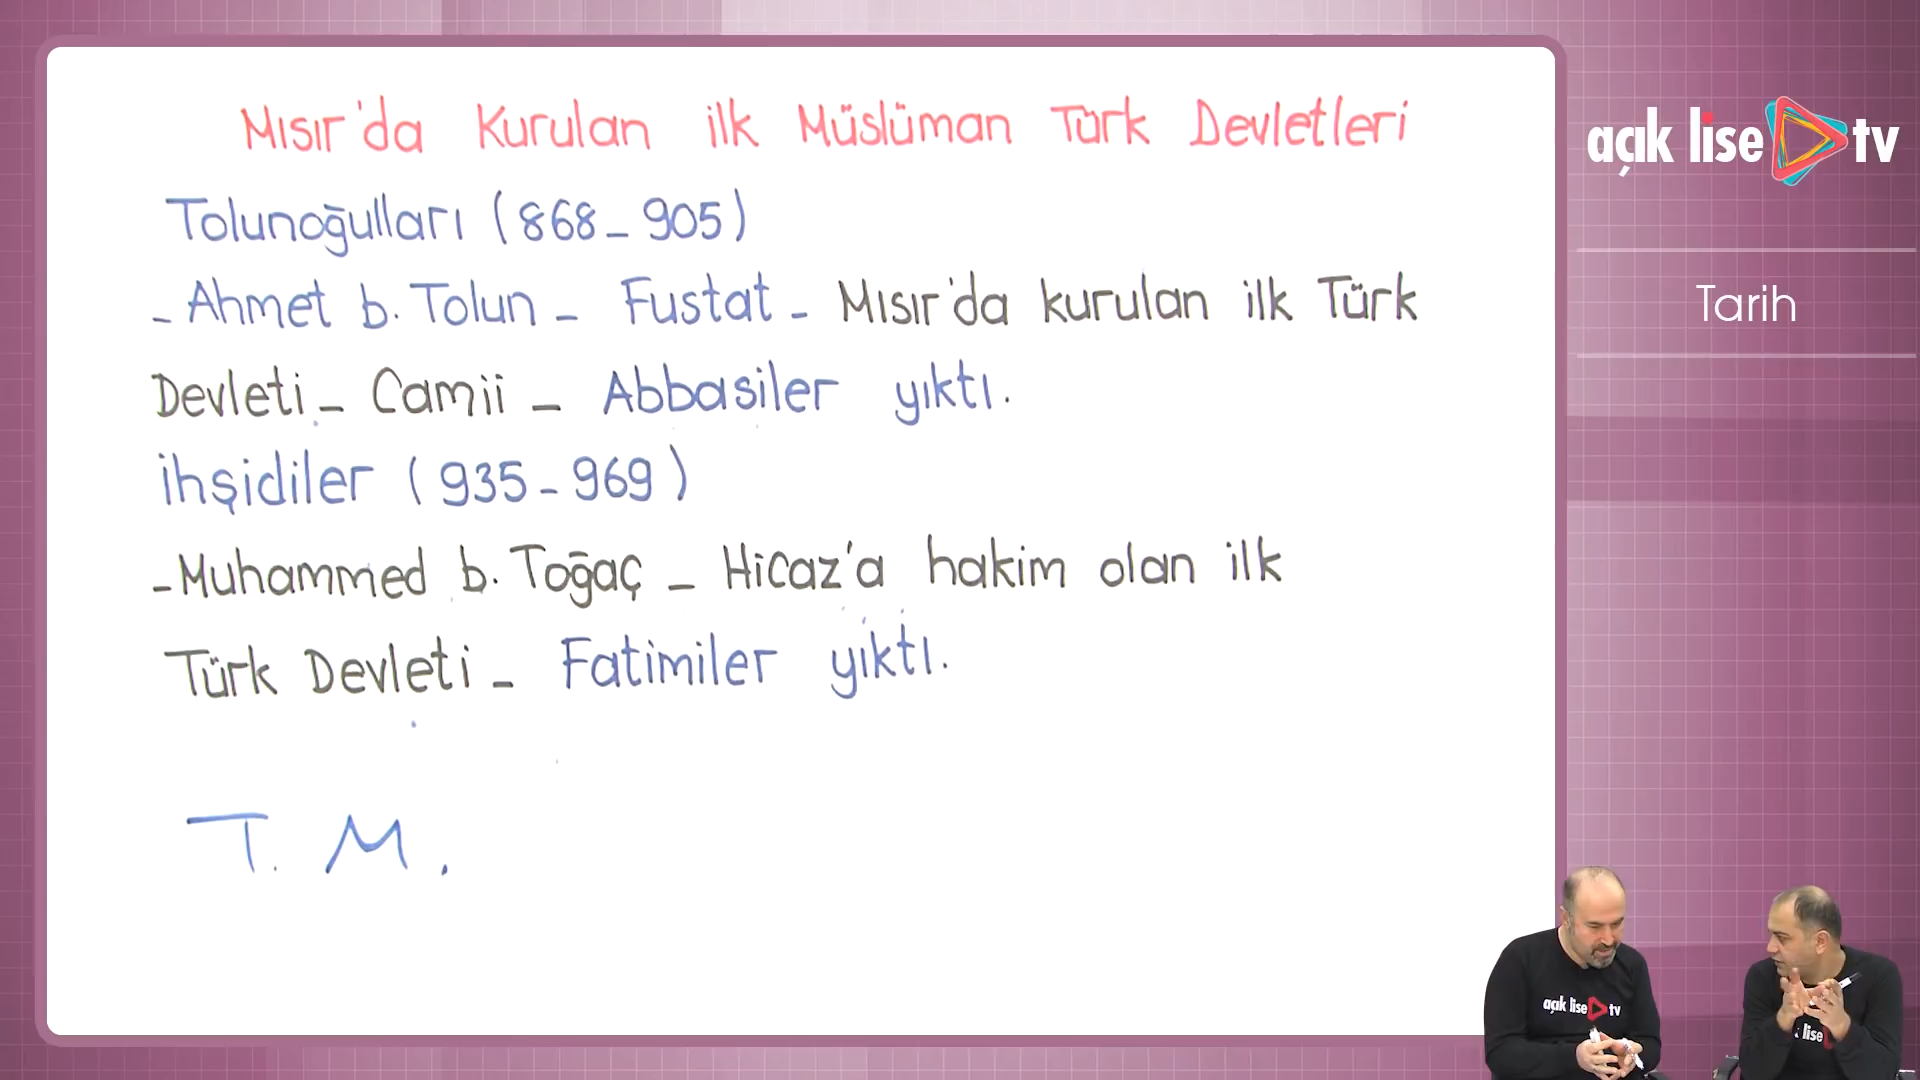 Mısır'da Kurulan ilk Müslüman Türk Devletleri
Tolunoğulları (868-905)
- Ahmet b. Tolun - Fustat - Mısır'da kurulan ilk Türk
Devleti - Camii - Abbasiler yıktı.
ihşidiler (935-969)
- Muhammed b. Toğaç - Hicaz'a hakim olan ilk
Türk Devleti - Fatimiler yıktı.
T. M.
açık lise tv
Tarih
açık lise tv
lise